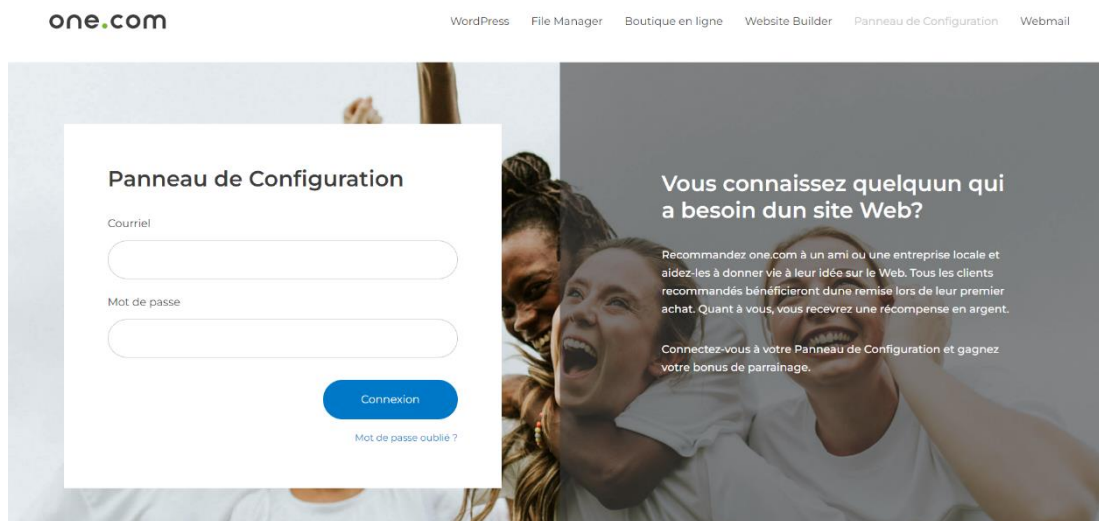 one.com
WordPress File Manager Boutique en ligne Website Builder Panneau de Configuration Webmail
Panneau de Configuration
Courriel
Mot de passe
Connexion
Mot de passe oublié ?
Vous connaissez quelquun qui
a besoin dun site Web?
Recommandez one.com à un ami ou une entreprise locale et
aidez-les à donner vie à leur idée sur le Web. Tous les clients
recommandés bénéficieront dune remise lors de leur premier
achat. Quant à vous, vous recevrez une récompense en argent.
Connectez-vous à votre Panneau de Configuration et gagnez
votre bonus de parrainage.